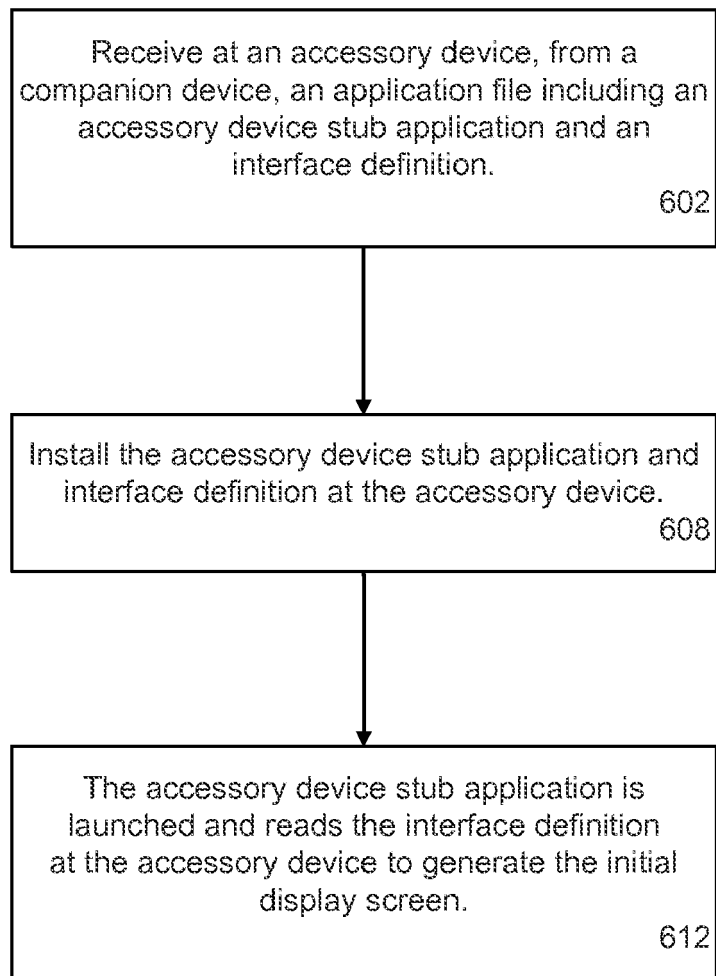 Receive at an accessory device, from a
companion device, an application file including an
accessory device stub application and an
interface definition.
602
Install the accessory device stub application and
interface definition at the accessory device.
608
The accessory device stub application is
launched and reads the interface definition
at the accessory device to generate the initial
display screen.
612